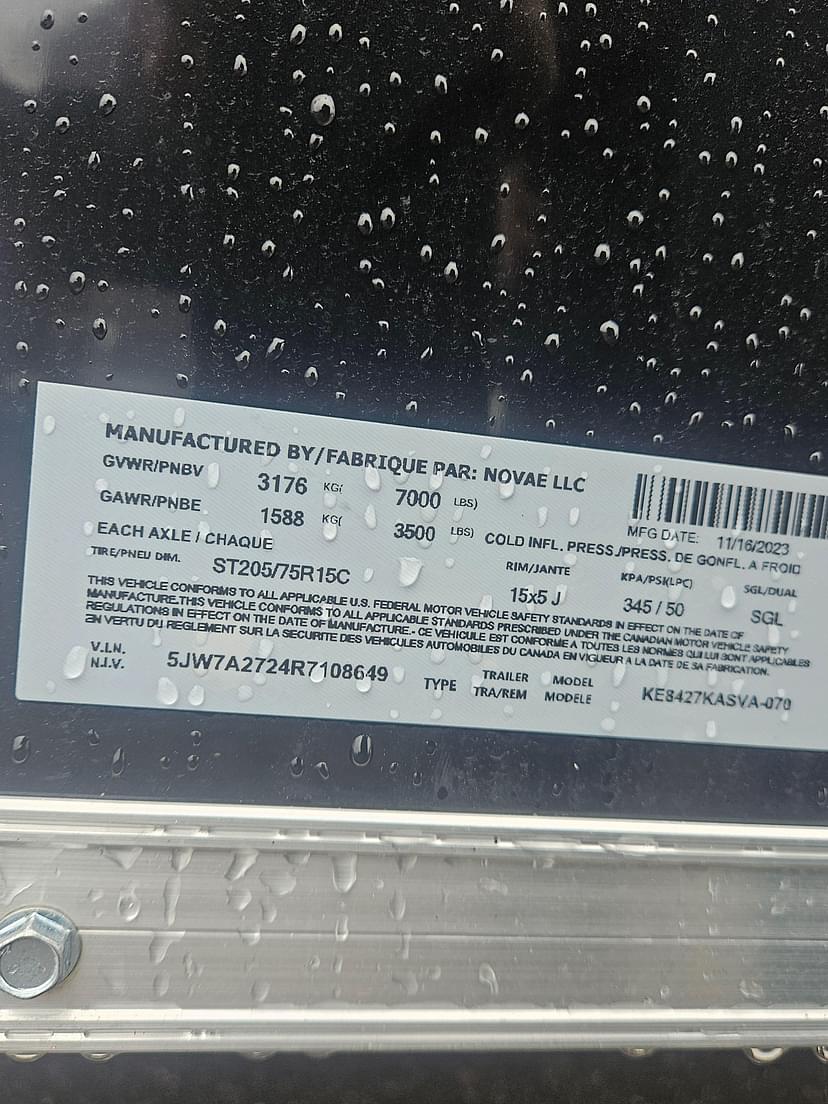 MANUFACTURED BY/FABRIQUE PAR: NOVAE LLC
GVWR/PNBV 3176 KG( 7000 LBS)
MFG DATE: 11/16/2023
GAWR/PNBE 1588 KG( 3500 LBS)
EACH AXLE / CHAQUE
COLD INFL. PRESS./PRESS. DE GONFL. A FROID
TIRE/PNEU DIM. ST205/75R15C
RIM/JANTE 15x5 J
KPA/PSI(LPC) 345 / 50
SGL/DUAL SGL
THIS VEHICLE CONFORMS TO ALL APPLICABLE U.S. FEDERAL MOTOR VEHICLE SAFETY STANDARDS IN EFFECT ON THE DATE OF
MANUFACTURE.THIS VEHICLE CONFORMS TO ALL APPLICABLE STANDARDS PRESCRIBED UNDER THE CANADIAN MOTOR VEHICLE SAFETY
REGULATIONS IN EFFECT ON THE DATE OF MANUFACTURE.- CE VEHICULE EST CONFORME A TOUTES LES NORMES QUI LUI SONT APPLICABLES
EN VERTU DU REGLEMENT SUR LA SECURITE DES VEHICULES AUTOMOBILES DU CANADA EN VIGUEUR A LA DATE DE SA FABRICATION.
V.I.N.
N.I.V. 5JW7A2724R7108649
TYPE TRAILER
TRA/REM
MODEL
MODELE KE8427KASVA-070